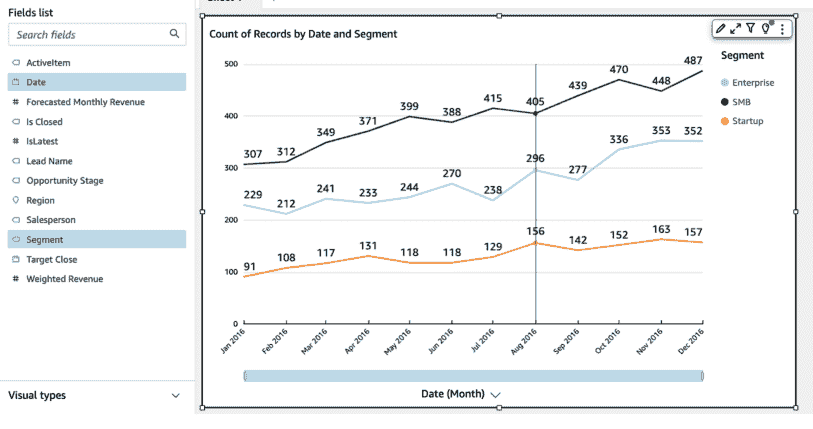 Fields list
Search fields
ActiveItem
Date
Forecasted Monthly Revenue
Is Closed
IsLatest
Lead Name
Opportunity Stage
Region
Salesperson
Segment
Target Close
Weighted Revenue
Visual types
Count of Records by Date and Segment
500
400
300
200
100
0
307 312 349 371 399 388 415 405 439 470 448 487
229 212 241 233 244 270 238 296 277 336 353 352
91 108 117 131 118 118 129 156 142 152 163 157
Jan 2016 Feb 2016 Mar 2016 Apr 2016 May 2016 Jun 2016 Jul 2016 Aug 2016 Sep 2016 Oct 2016 Nov 2016 Dec 2016
Date (Month)
Segment
Enterprise
SMB
Startup